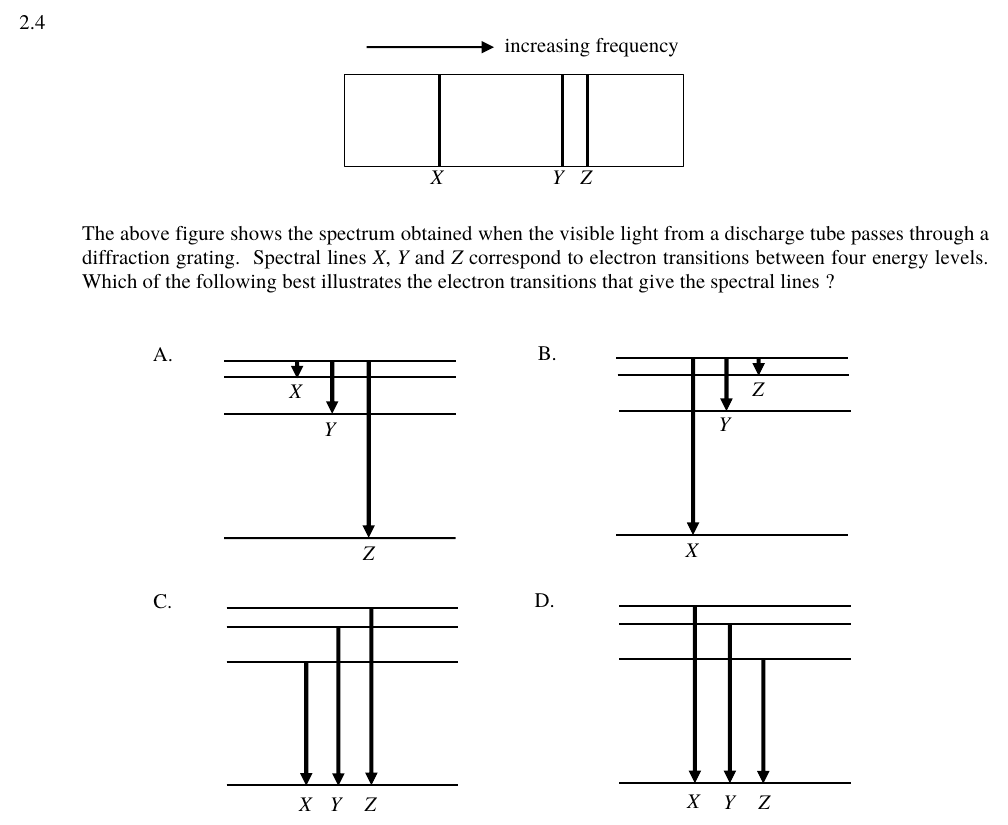 2.4
increasing frequency
X Y Z
The above figure shows the spectrum obtained when the visible light from a discharge tube passes through a
diffraction grating. Spectral lines X, Y and Z correspond to electron transitions between four energy levels.
Which of the following best illustrates the electron transitions that give the spectral lines ?
A.
X
Y
Z
B.
Z
Y
X
C.
X Y Z
D.
X Y Z